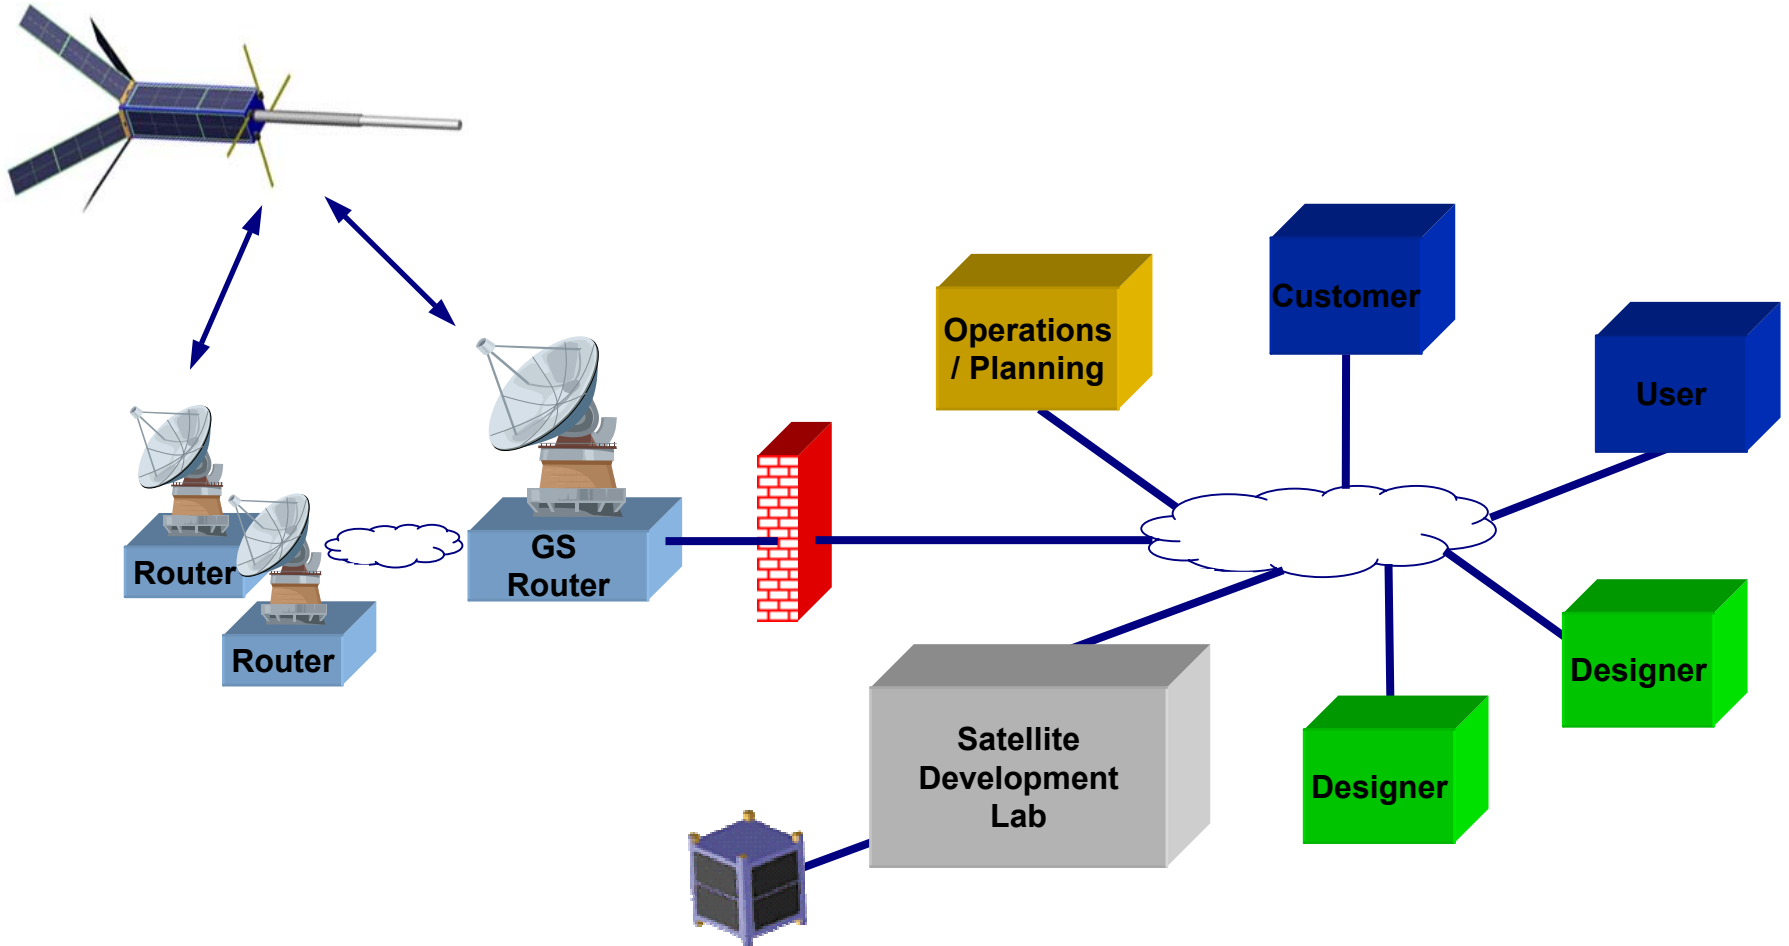 Customer
Operations
/ Planning
User
GS
Router
Router
Router
Designer
Satellite
Development
Lab
Designer